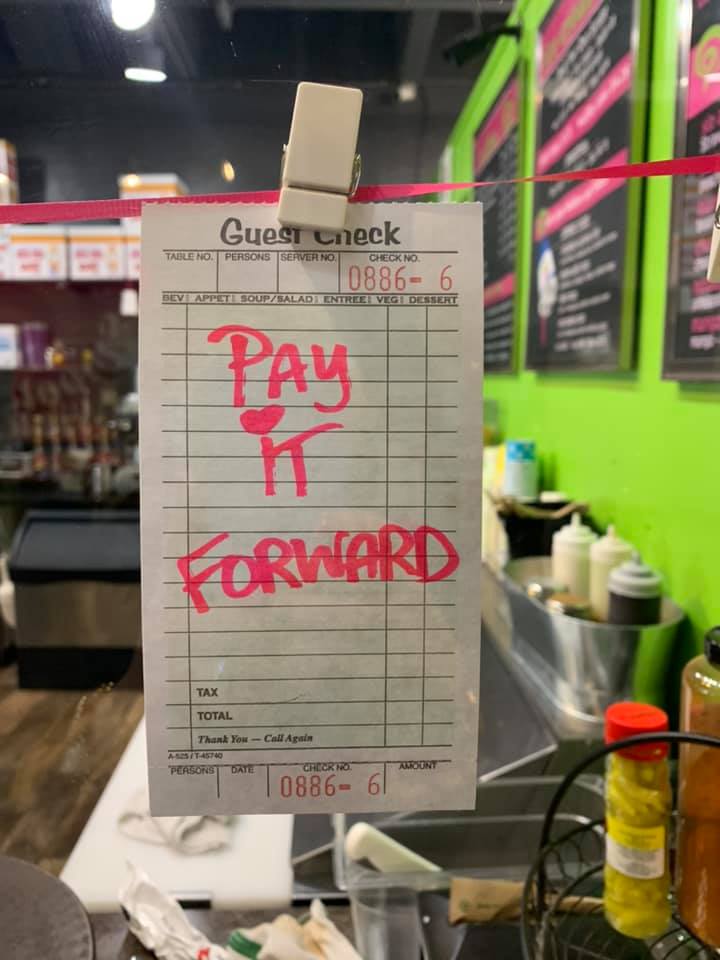 Guest Check
TABLE NO. PERSONS SERVER NO. CHECK NO.
0886- 6
BEV APPET SOUP/SALAD ENTREE VEG DESSERT
PAY
IT
FORWARD
TAX
TOTAL
Thank You — Call Again
A-525 / T-45740
PERSONS DATE CHECK NO. AMOUNT
0886- 6